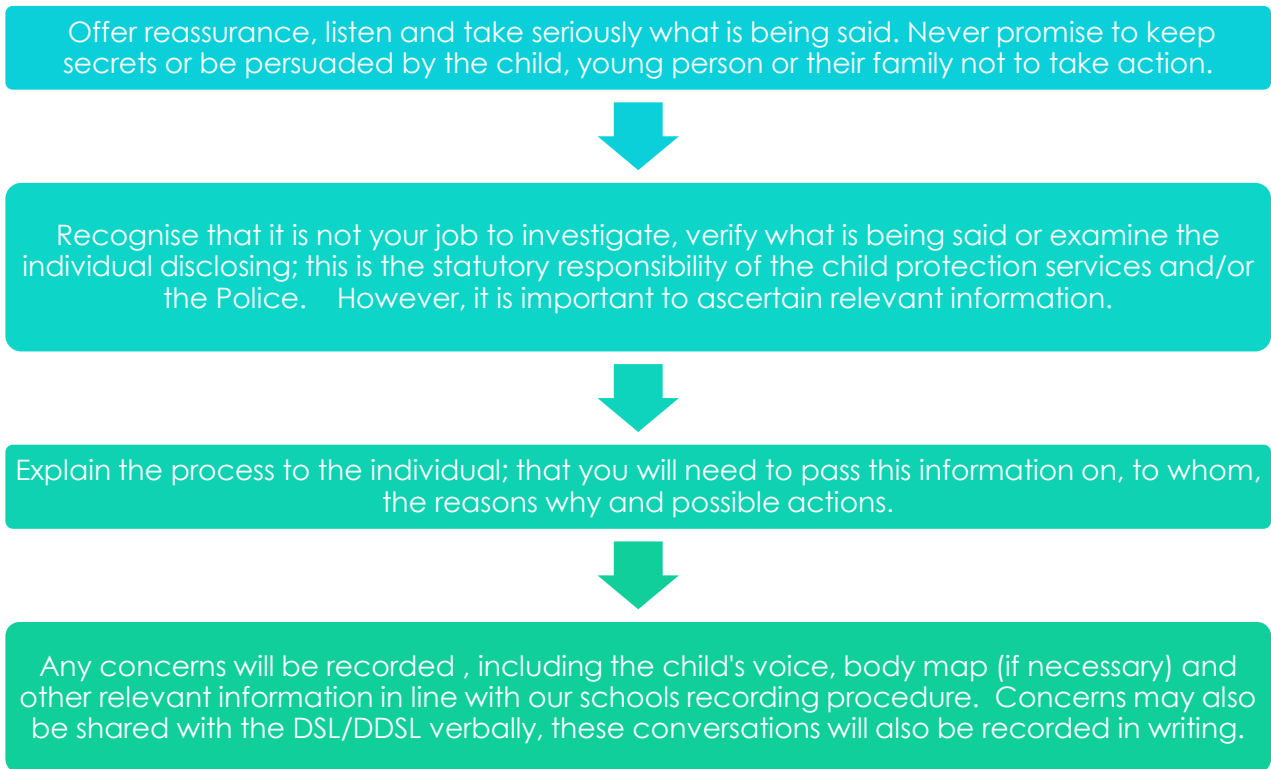 Offer reassurance, listen and take seriously what is being said. Never promise to keep
secrets or be persuaded by the child, young person or their family not to take action.
Recognise that it is not your job to investigate, verify what is being said or examine the
individual disclosing; this is the statutory responsibility of the child protection services and/or
the Police.    However, it is important to ascertain relevant information.
Explain the process to the individual; that you will need to pass this information on, to whom,
the reasons why and possible actions.
Any concerns will be recorded , including the child's voice, body map (if necessary) and
other relevant information in line with our schools recording procedure.  Concerns may also
be shared with the DSL/DDSL verbally, these conversations will also be recorded in writing.